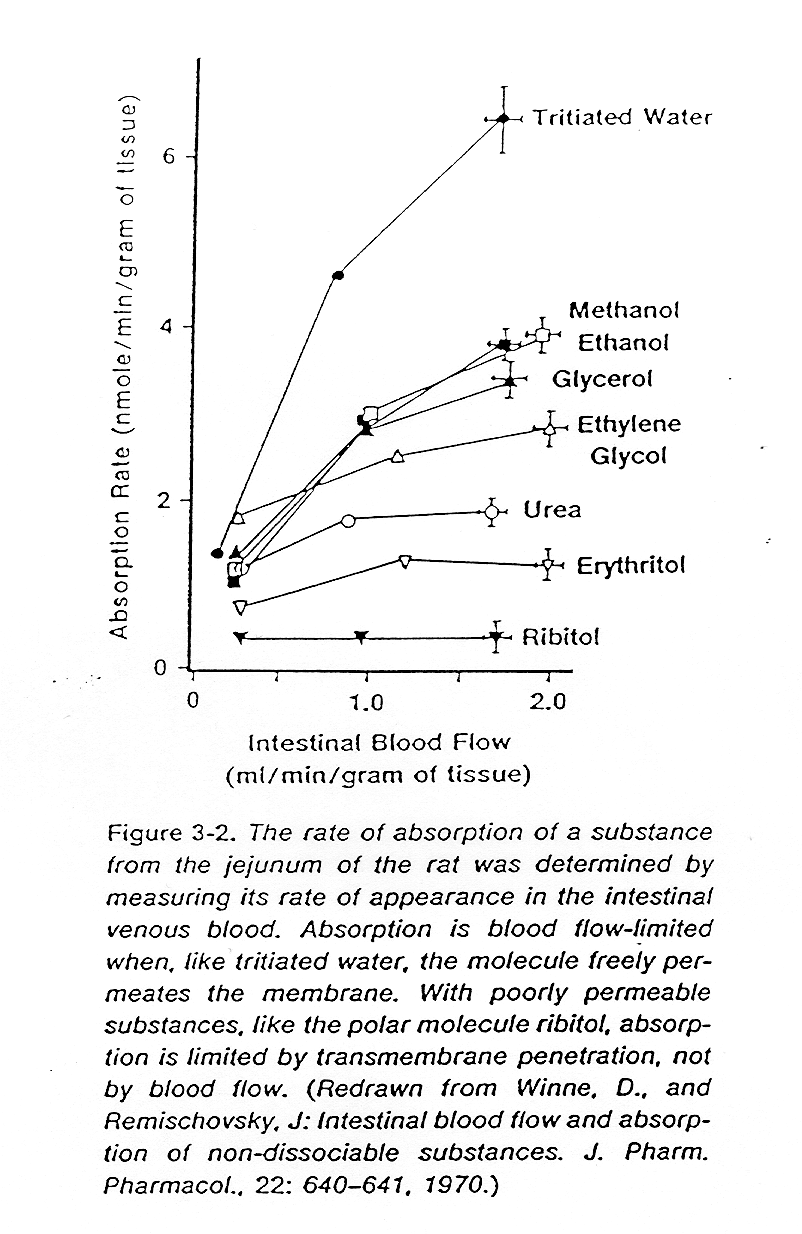 Absorption Rate (nmole/min/gram of tissue)
6
4
2
0
Tritiated Water
Methanol
Ethanol
Glycerol
Ethylene
Glycol
Urea
Erythritol
Ribitol
0 1.0 2.0
Intestinal Blood Flow
(ml/min/gram of tissue)
Figure 3-2. The rate of absorption of a substance
from the jejunum of the rat was determined by
measuring its rate of appearance in the intestinal
venous blood. Absorption is blood flow-limited
when, like tritiated water, the molecule freely per-
meates the membrane. With poorly permeable
substances, like the polar molecule ribitol, absorp-
tion is limited by transmembrane penetration, not
by blood flow. (Redrawn from Winne, D., and
Remischovsky, J: Intestinal blood flow and absorp-
tion of non-dissociable substances. J. Pharm.
Pharmacol., 22: 640–641, 1970.)